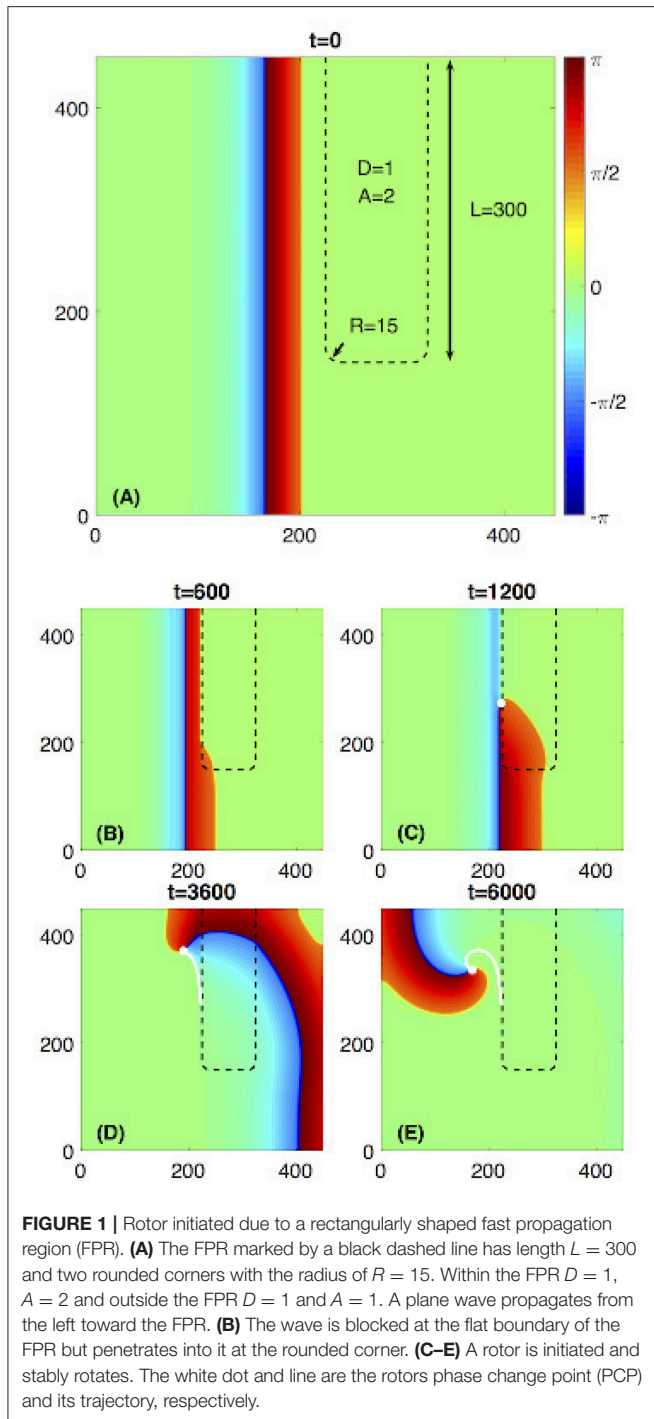 t=0
400
200
0
0
200
400
D=1
A=2
L=300
R=15
(A)
π
π/2
0
-π/2
-π
t=600
400
200
0
0
200
400
(B)
t=1200
400
200
0
0
200
400
(C)
t=3600
400
200
0
0
200
400
(D)
t=6000
400
200
0
0
200
400
(E)
FIGURE 1 | Rotor initiated due to a rectangularly shaped fast propagation
region (FPR). (A) The FPR marked by a black dashed line has length L = 300
and two rounded corners with the radius of R = 15. Within the FPR D = 1,
A = 2 and outside the FPR D = 1 and A = 1. A plane wave propagates from
the left toward the FPR. (B) The wave is blocked at the flat boundary of the
FPR but penetrates into it at the rounded corner. (C–E) A rotor is initiated and
stably rotates. The white dot and line are the rotors phase change point (PCP)
and its trajectory, respectively.